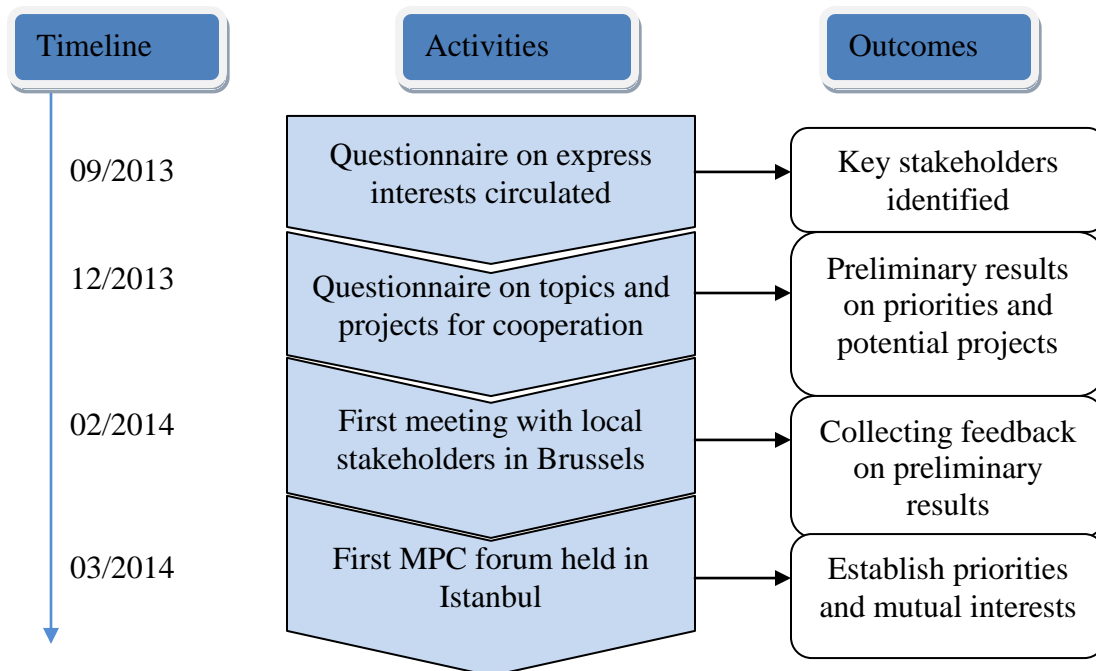 Timeline
Activities
Outcomes
09/2013
Questionnaire on express
interests circulated
Key stakeholders
identified
12/2013
Questionnaire on topics and
projects for cooperation
Preliminary results
on priorities and
potential projects
02/2014
First meeting with local
stakeholders in Brussels
Collecting feedback
on preliminary
results
03/2014
First MPC forum held in
Istanbul
Establish priorities
and mutual interests